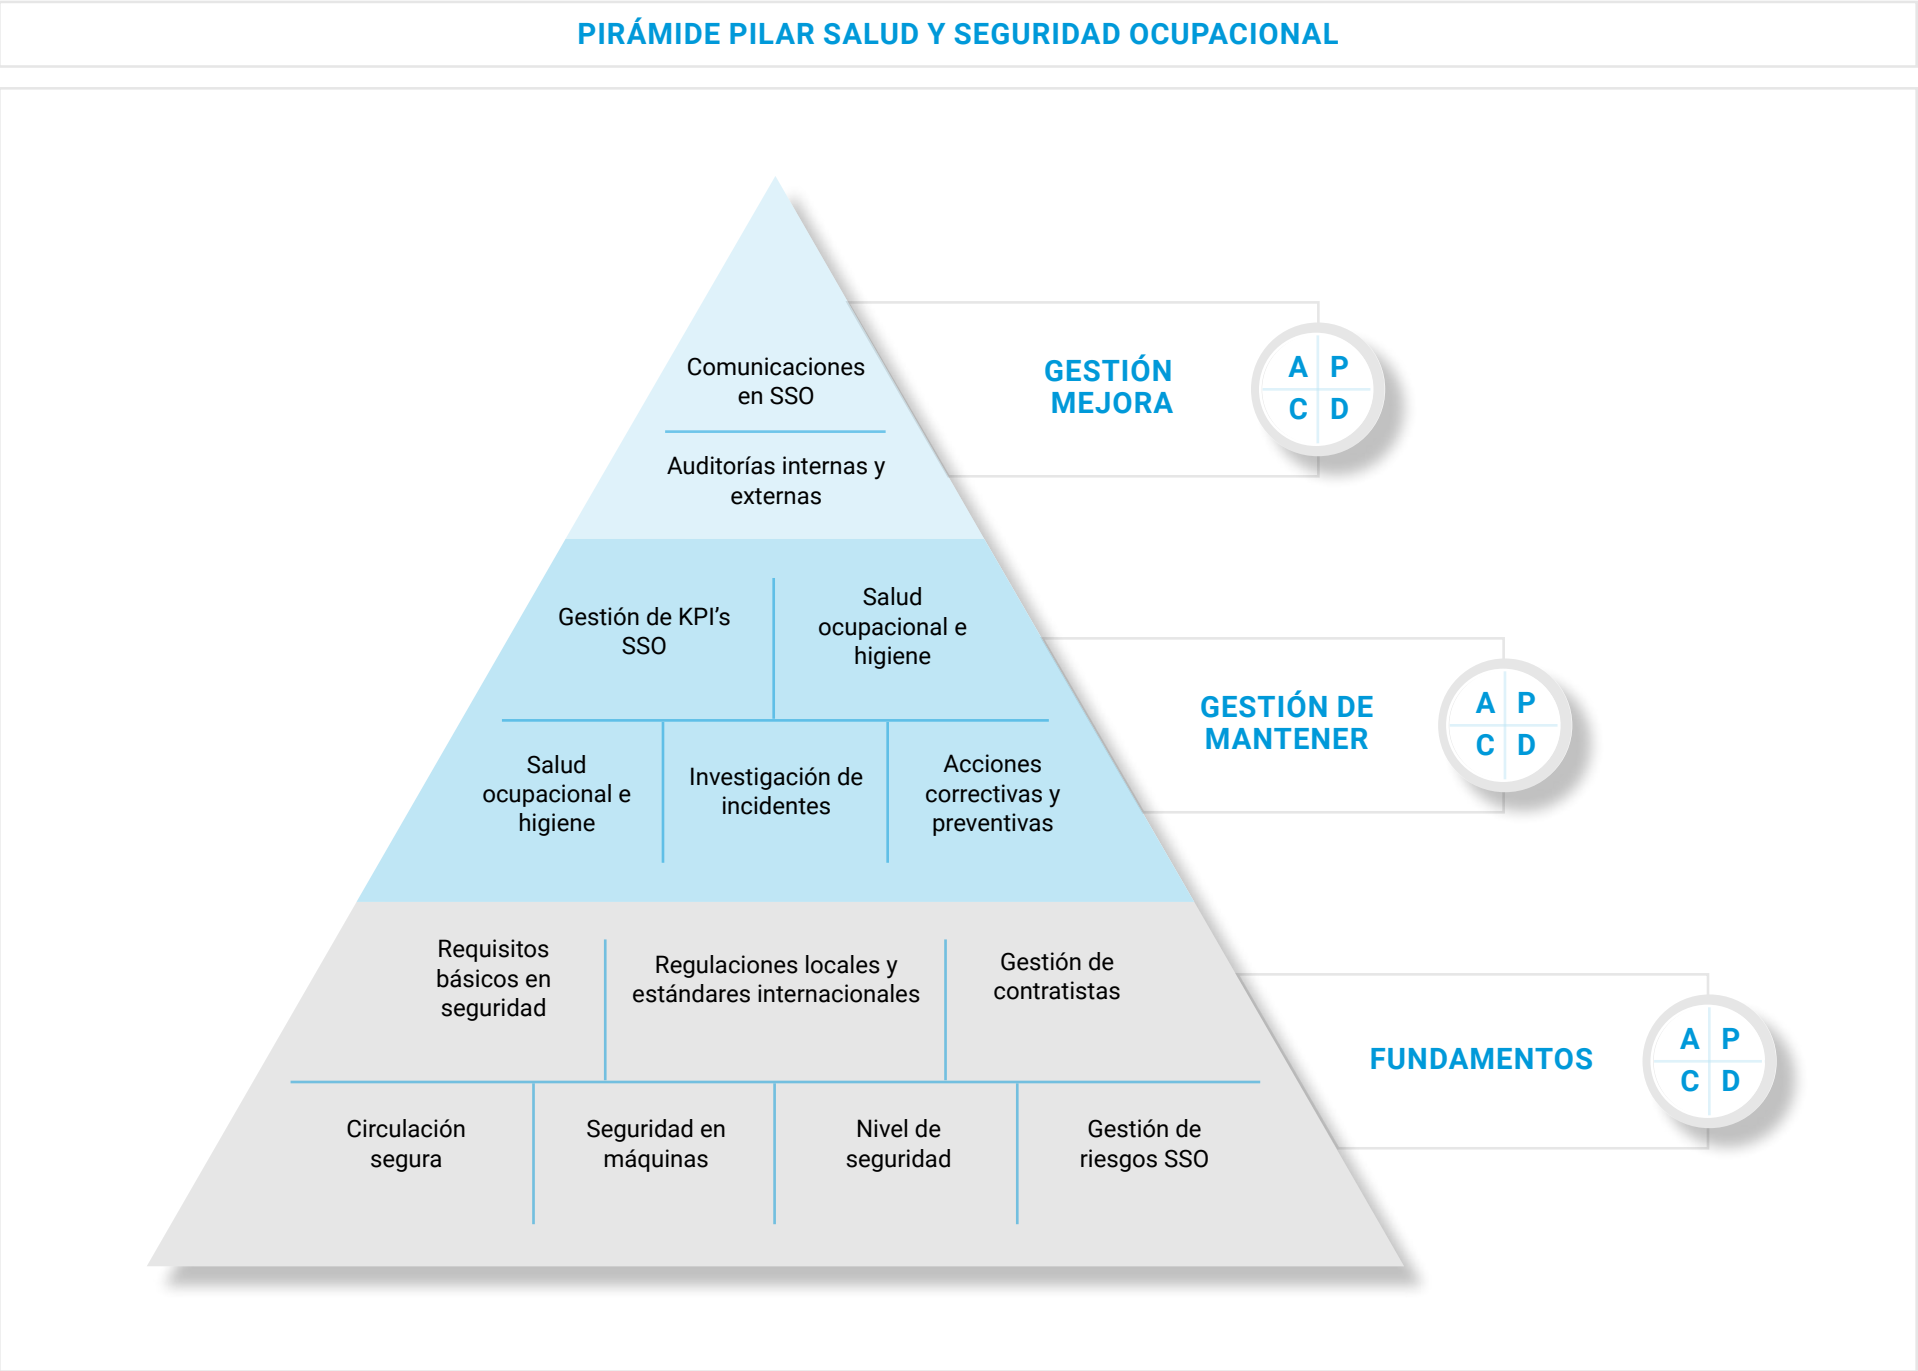 PIRÁMIDE PILAR SALUD Y SEGURIDAD OCUPACIONAL
Comunicaciones
en SSO
Auditorías internas y
externas
GESTIÓN
MEJORA
A P
C D
Gestión de KPI’s
SSO
Salud
ocupacional e
higiene
Salud
ocupacional e
higiene
Investigación de
incidentes
Acciones
correctivas y
preventivas
GESTIÓN DE
MANTENER
A P
C D
Requisitos
básicos en
seguridad
Regulaciones locales y
estándares internacionales
Gestión de
contratistas
Circulación
segura
Seguridad en
máquinas
Nivel de
seguridad
Gestión de
riesgos SSO
FUNDAMENTOS
A P
C D